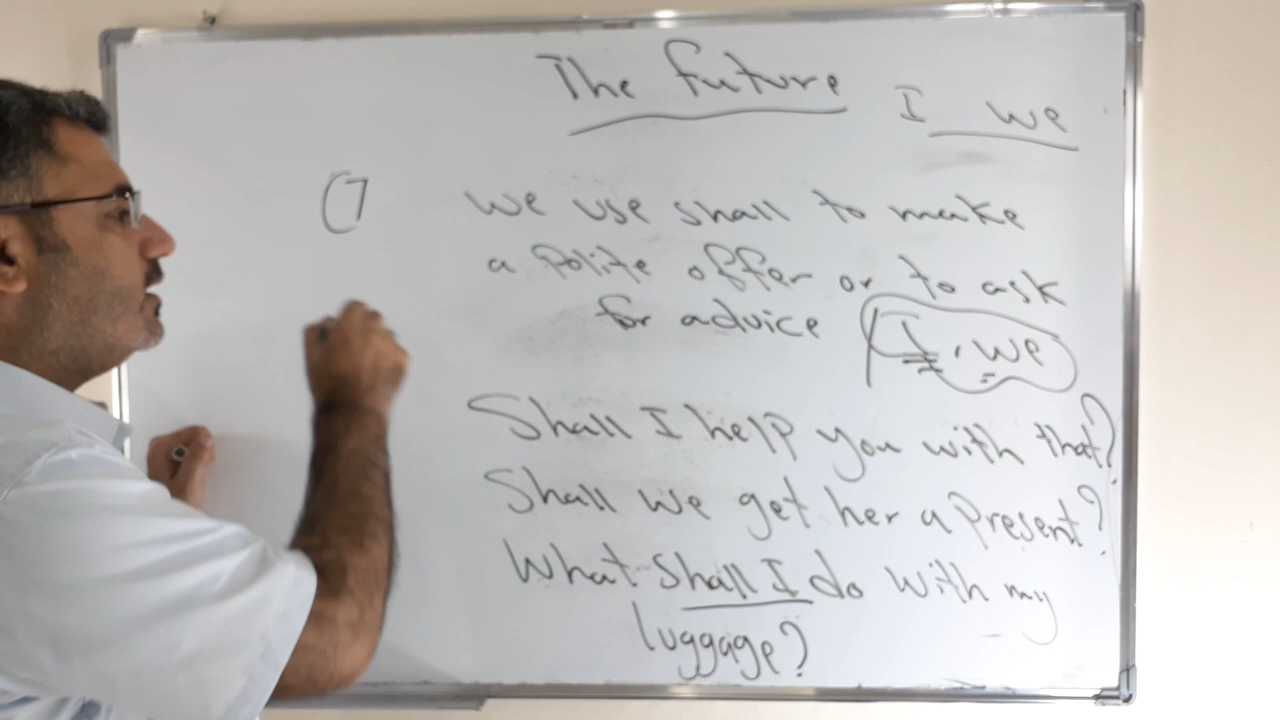 The future
I we
we use shall to make
a polite offer or to ask
for advice
I, we
Shall I help you with that?
Shall we get her a present?
What shall I do with my
luggage?